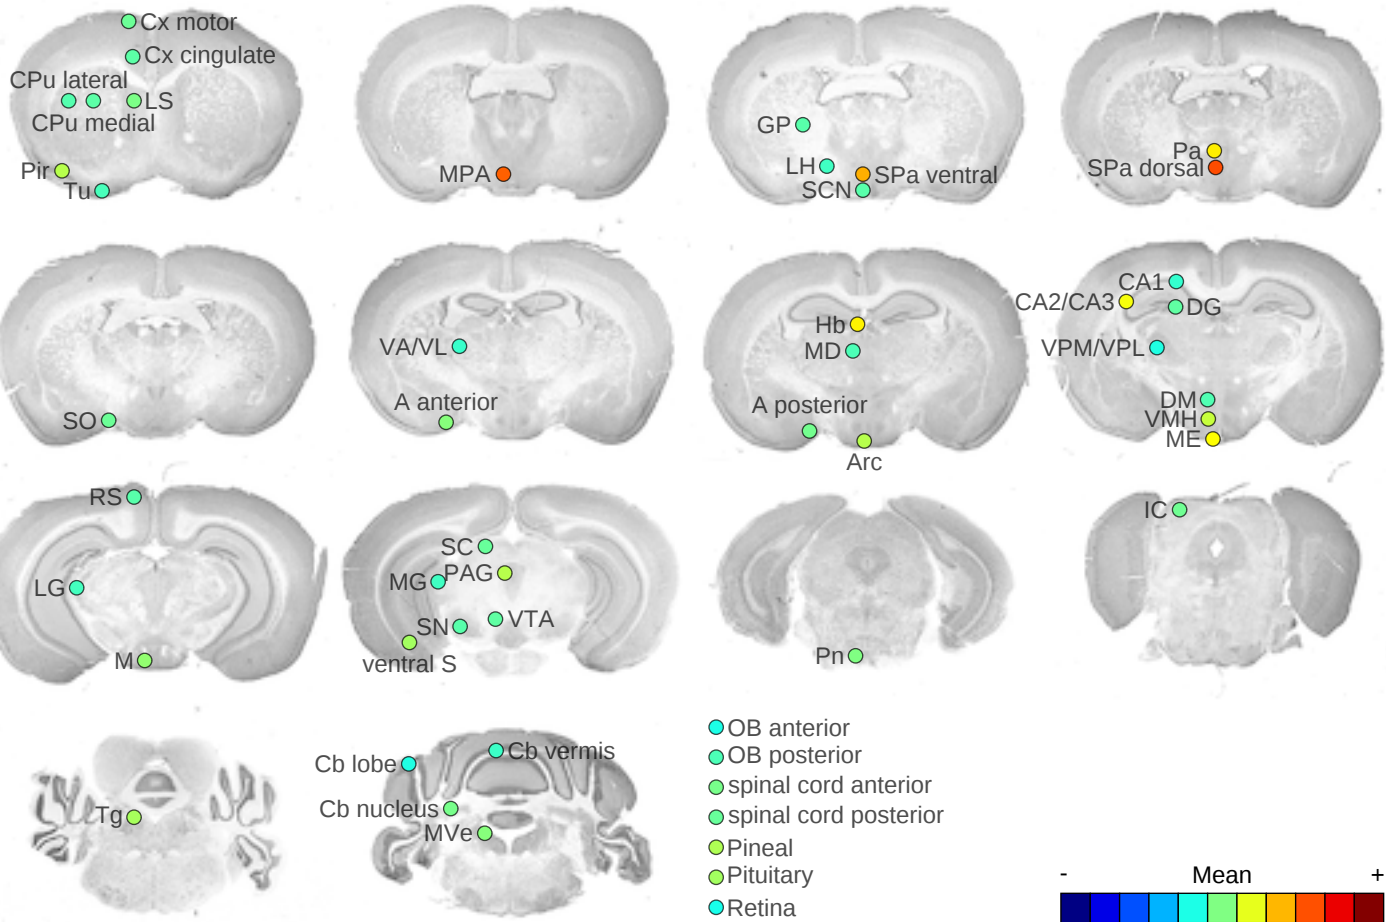 Cx motor
Cx cingulate
CPu lateral
LS
CPu medial
Pir
Tu
MPA
GP
LH
SPa ventral
SCN
Pa
SPa dorsal
SO
VA/VL
A anterior
Hb
MD
A posterior
Arc
CA1
CA2/CA3
DG
VPM/VPL
DM
VMH
ME
RS
LG
M
SC
PAG
MG
VTA
SN
ventral S
Pn
IC
Tg
Cb vermis
Cb lobe
Cb nucleus
MVe
OB anterior
OB posterior
spinal cord anterior
spinal cord posterior
Pineal
Pituitary
Retina
- Mean +